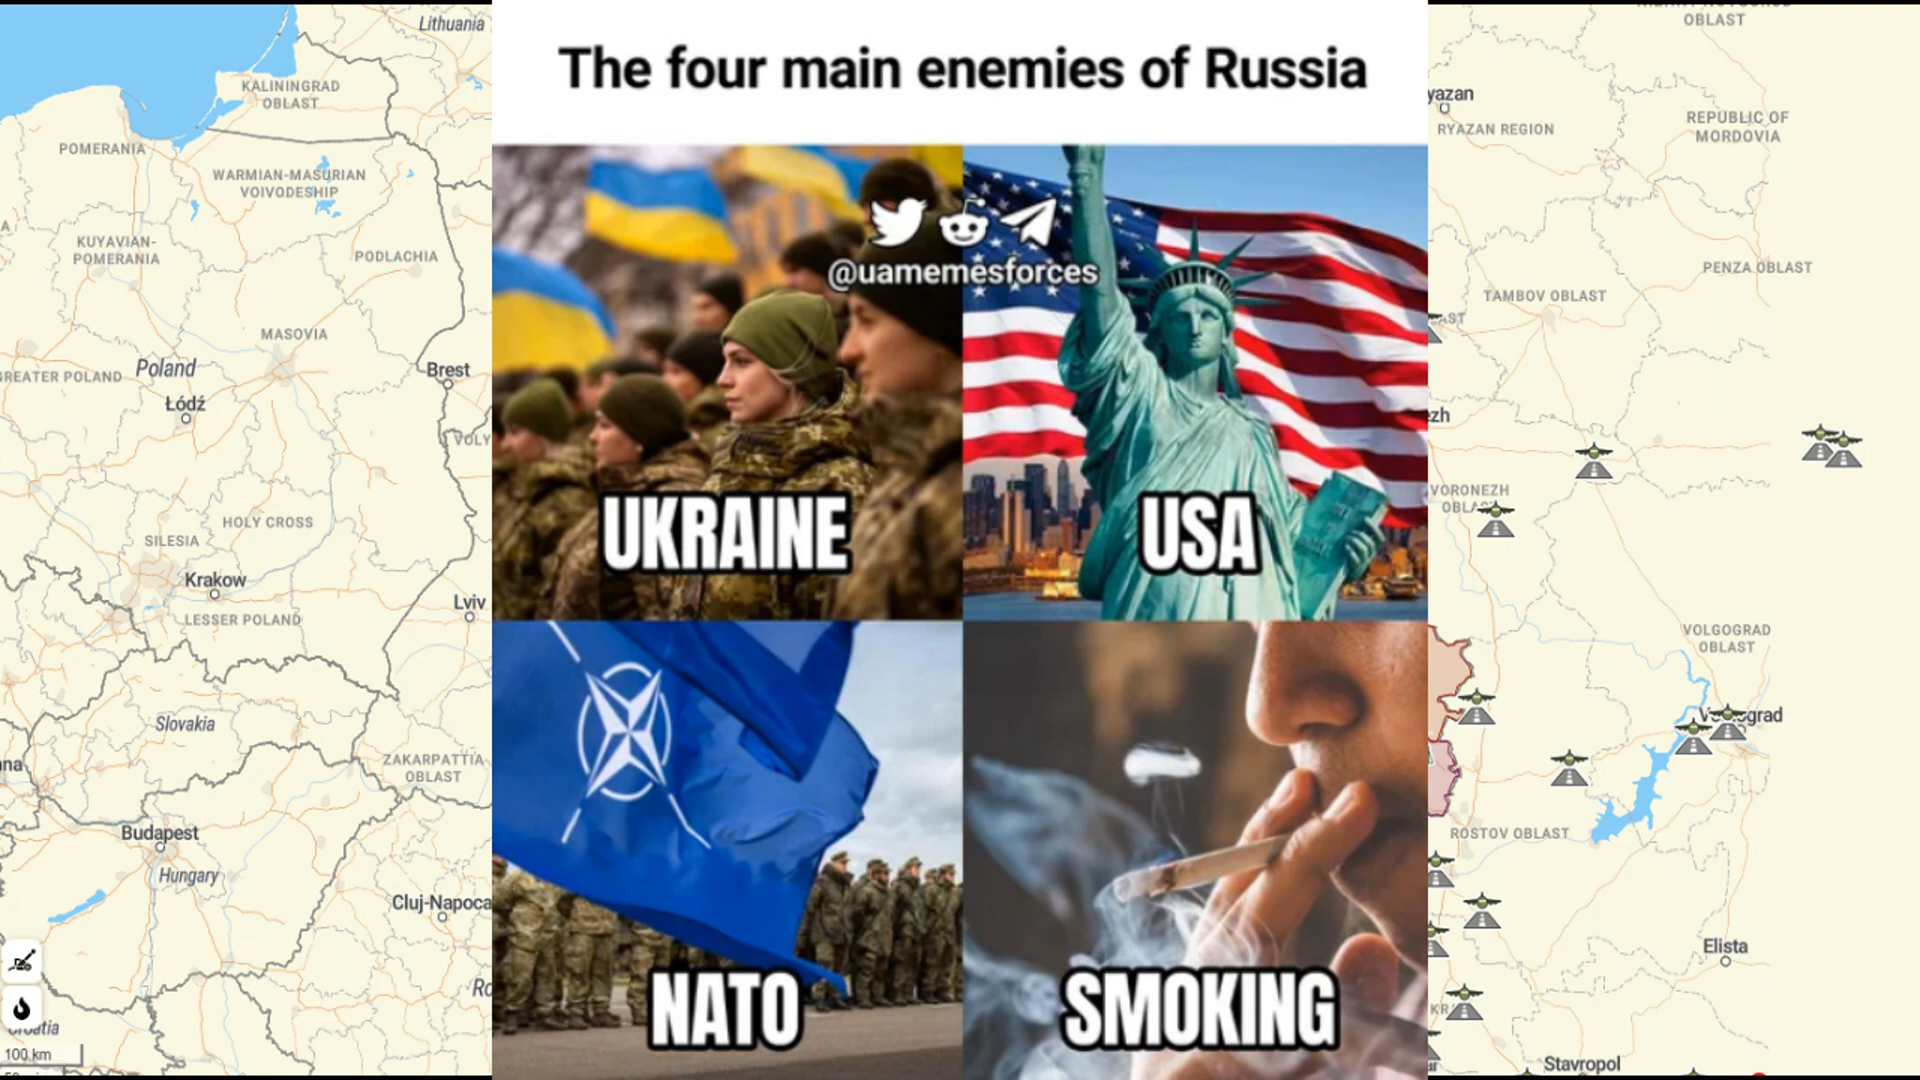 Lithuania
KALININGRAD
OBLAST
POMERANIA
WARMIAN-MASURIAN
VOIVODESHIP
KUYAVIAN-
POMERANIA
PODLACHIA
MASOVIA
Poland
GREATER POLAND
Łódź
Brest
HOLY CROSS
SILESIA
Krakow
Lviv
LESSER POLAND
Slovakia
ZAKARPATTIA
OBLAST
Budapest
Hungary
Cluj-Napoca
100 km
The four main enemies of Russia
@uamemesforces
UKRAINE
USA
NATO
SMOKING
OBLAST
RYAZAN REGION
REPUBLIC OF
MORDOVIA
PENZA OBLAST
TAMBOV OBLAST
VORONEZH
VOLGOGRAD
OBLAST
ROSTOV OBLAST
Elista
Stavropol